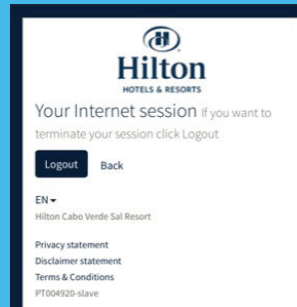 Hilton
HOTELS & RESORTS
Your Internet session If you want to
terminate your session click Logout
Logout Back
EN
Hilton Cabo Verde Sal Resort
Privacy statement
Disclaimer statement
Terms & Conditions
PT004920-slave